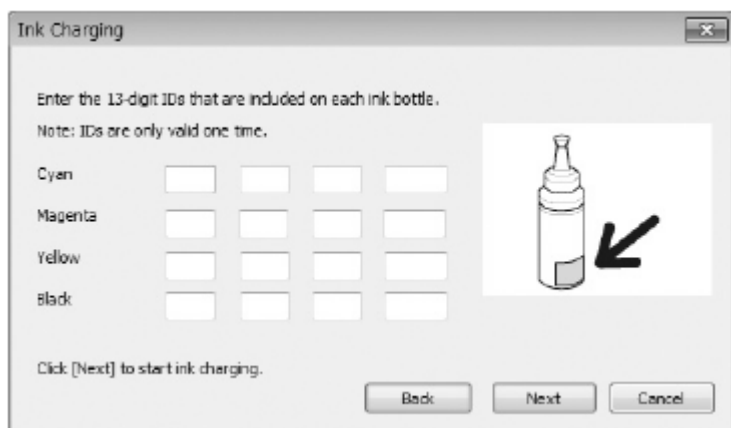 Ink Charging
Enter the 13-digit IDs that are included on each ink bottle.
Note: IDs are only valid one time.
Cyan
Magenta
Yellow
Black
Click [Next] to start ink charging.
Back Next Cancel